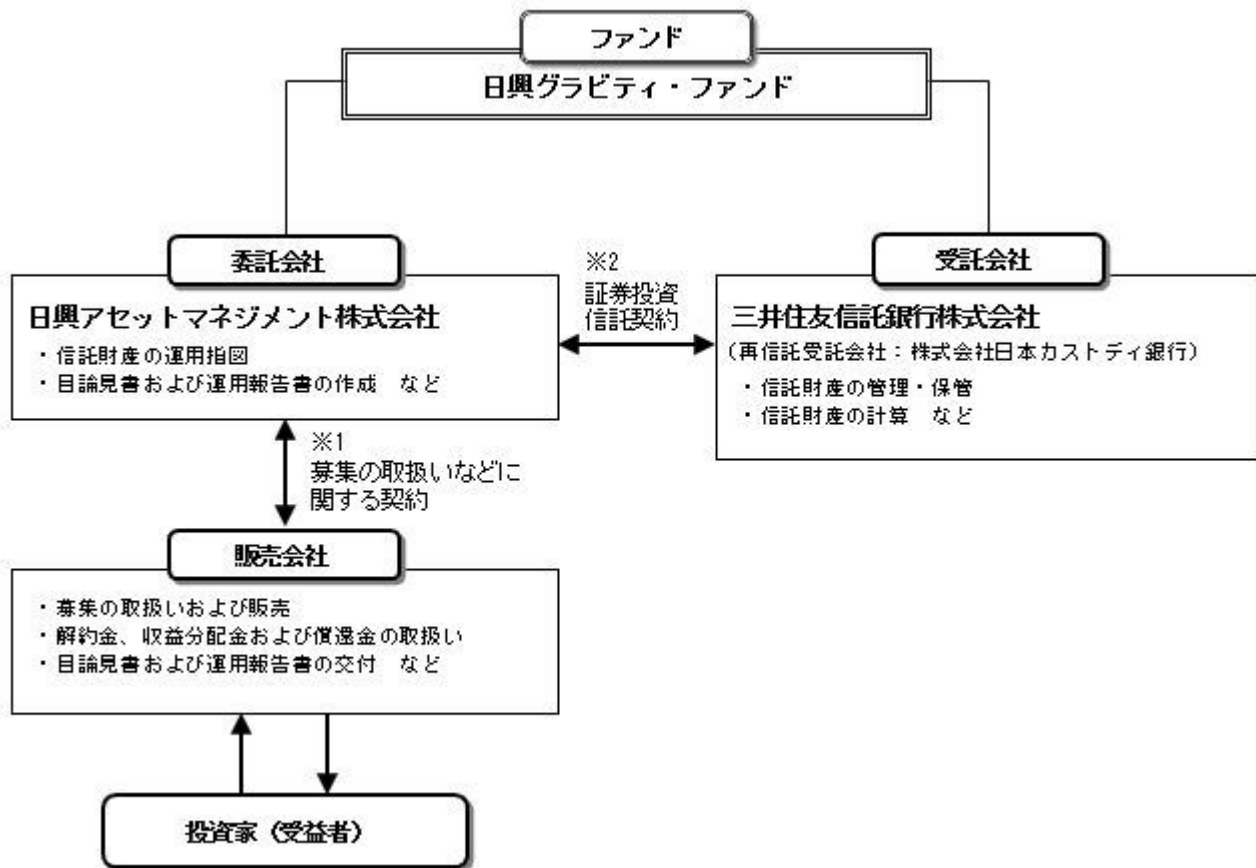 ファンド
日興グラビティ・ファンド
委託会社
日興アセットマネジメント株式会社
・信託財産の運用指図
・目論見書および運用報告書の作成　など
※2
証券投資
信託契約
受託会社
三井住友信託銀行株式会社
（再信託受託会社：株式会社日本カストディ銀行）
・信託財産の管理・保管
・信託財産の計算　など
※1
募集の取扱いなどに
関する契約
販売会社
・募集の取扱いおよび販売
・解約金、収益分配金および償還金の取扱い
・目論見書および運用報告書の交付　など
投資家（受益者）